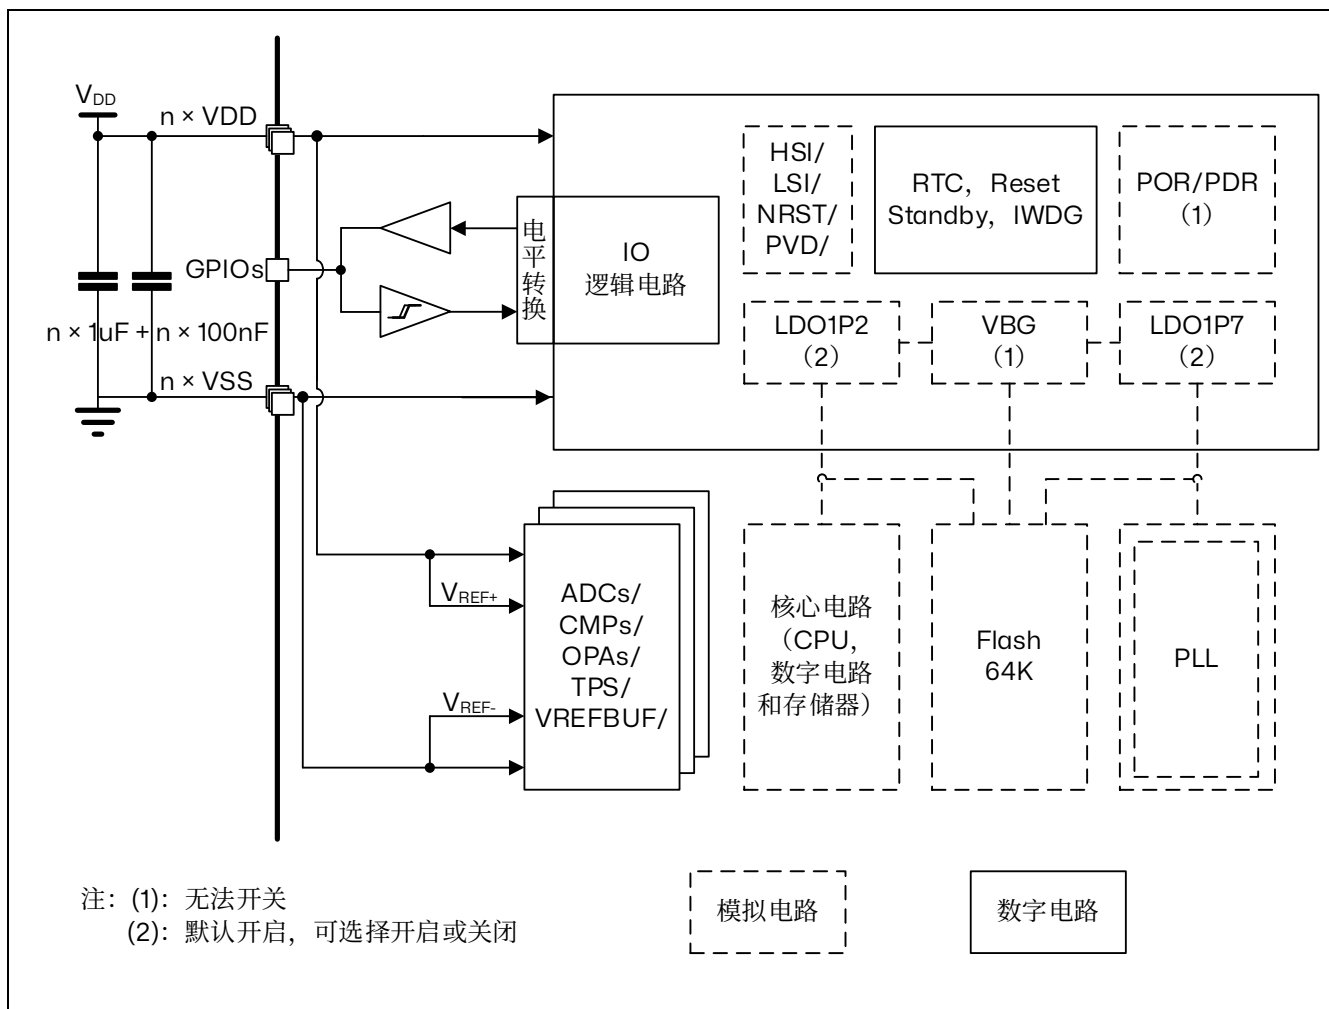 VDD
n × VDD
GPIOs
n × 1uF + n × 100nF
n × VSS
电平转换
IO
逻辑电路
HSI/
LSI/
NRST/
PVD/
RTC，Reset
Standby，IWDG
POR/PDR
（1）
LDO1P2
（2）
VBG
（1）
LDO1P7
（2）
VREF+
VREF-
ADCs/
CMPs/
OPAs/
TPS/
VREFBUF/
核心电路
（CPU，
数字电路
和存储器）
Flash
64K
PLL
注：(1)：无法开关
(2)：默认开启，可选择开启或关闭
模拟电路
数字电路